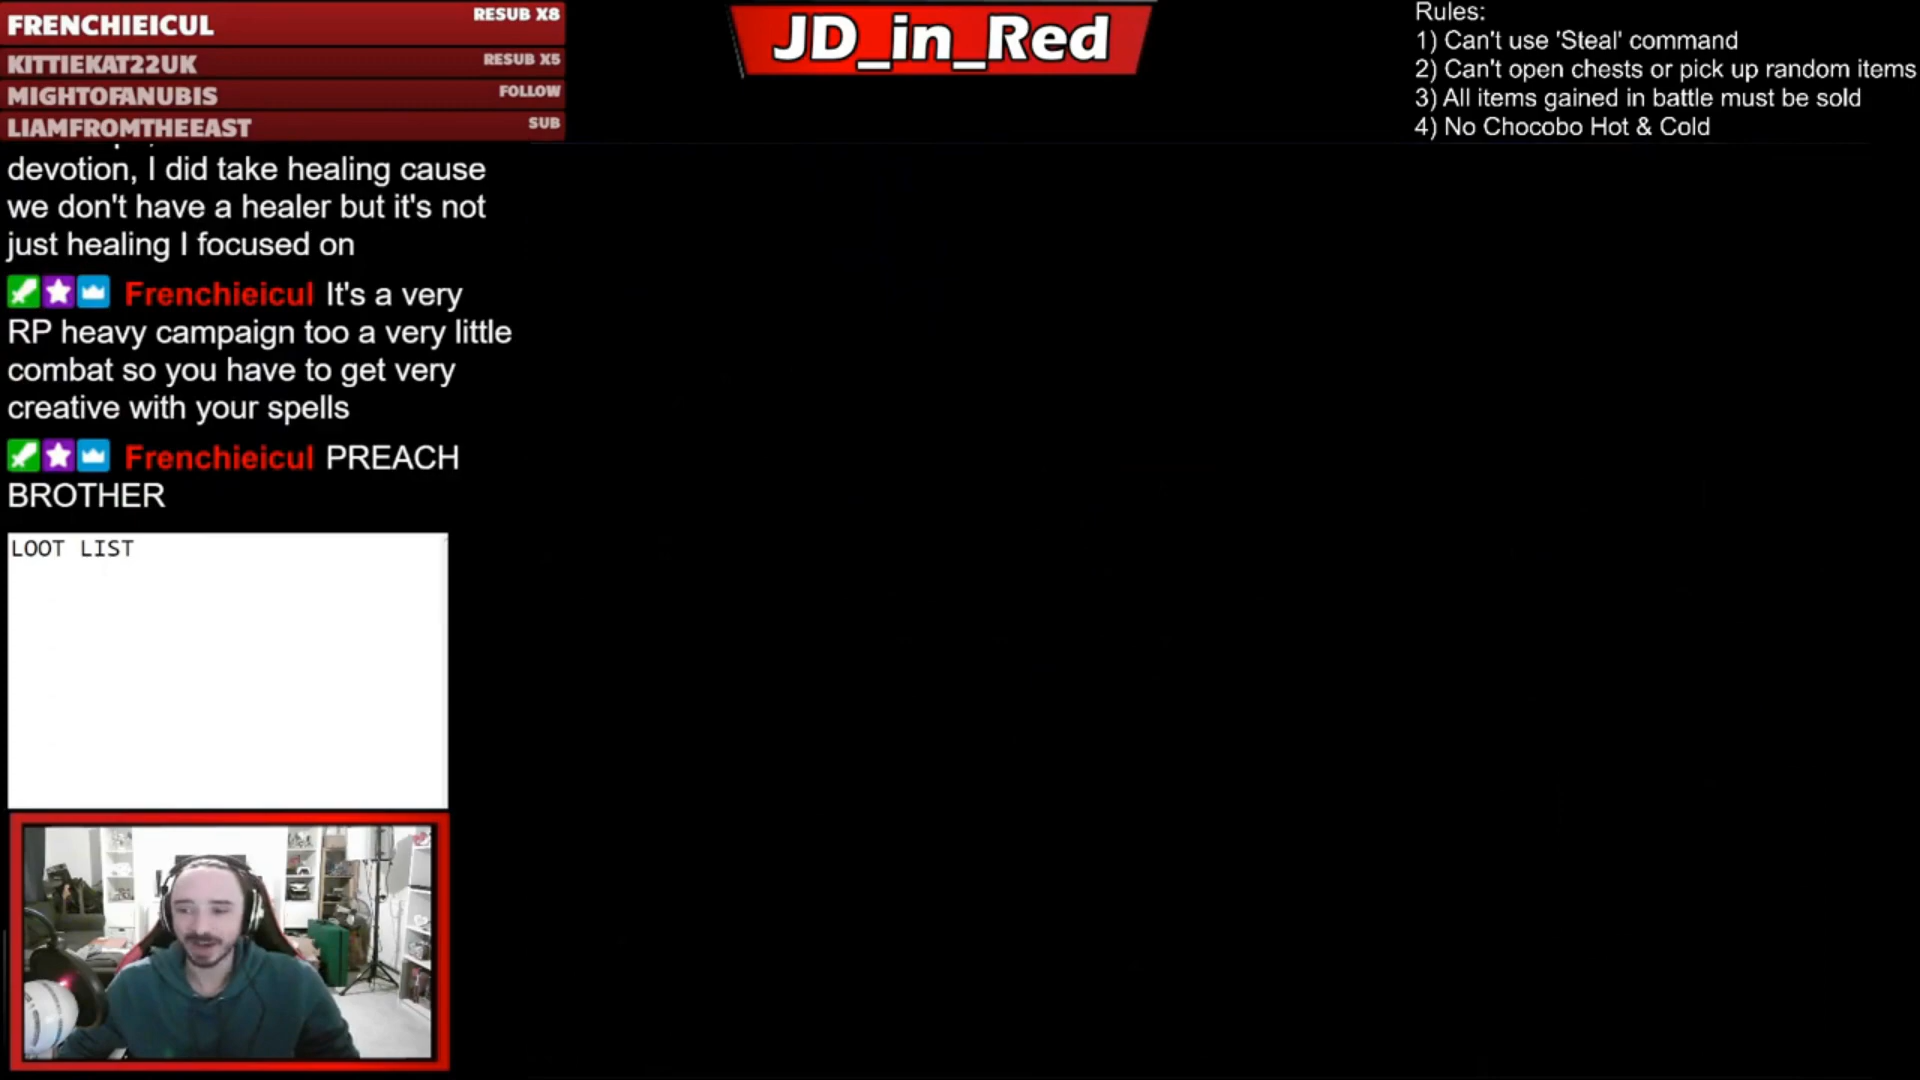 FRENCHIEICUL RESUB X8
KITTIEKAT22UK RESUB X5
MIGHTOFANUBIS FOLLOW
LIAMFROMTHEEAST SUB
JD_in_Red
Rules:
1) Can't use 'Steal' command
2) Can't open chests or pick up random items
3) All items gained in battle must be sold
4) No Chocobo Hot & Cold
devotion, I did take healing cause
we don't have a healer but it's not
just healing I focused on
Frenchieicul It's a very
RP heavy campaign too a very little
combat so you have to get very
creative with your spells
Frenchieicul PREACH
BROTHER
LOOT LIST